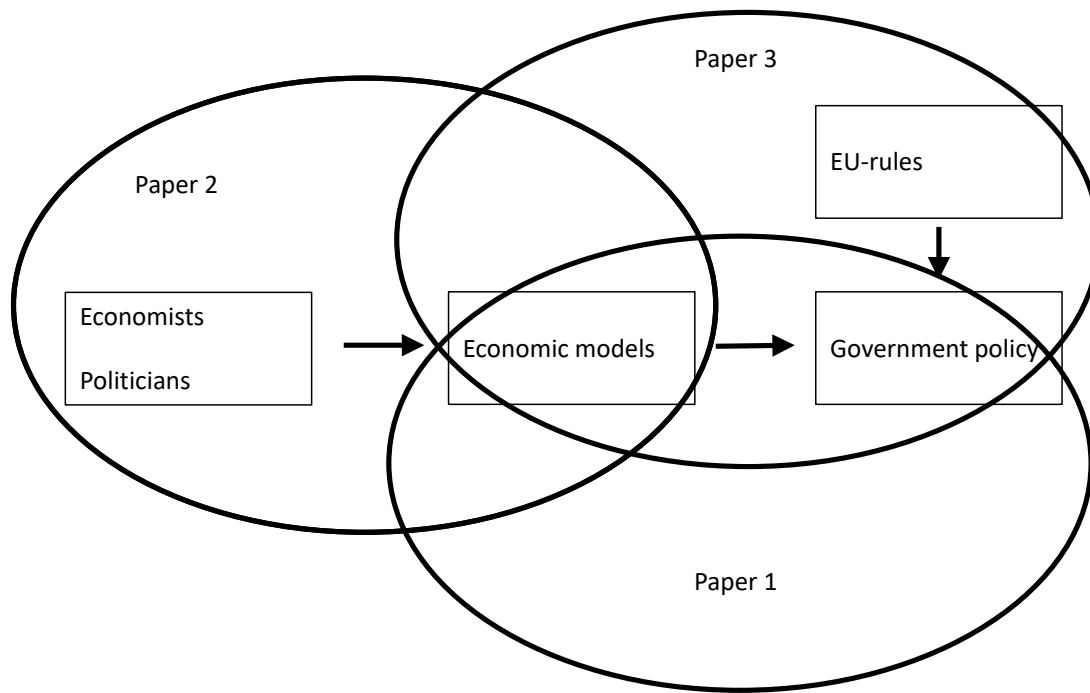 Paper 3
EU-rules
Paper 2
Economists
Politicians
Economic models
Government policy
Paper 1